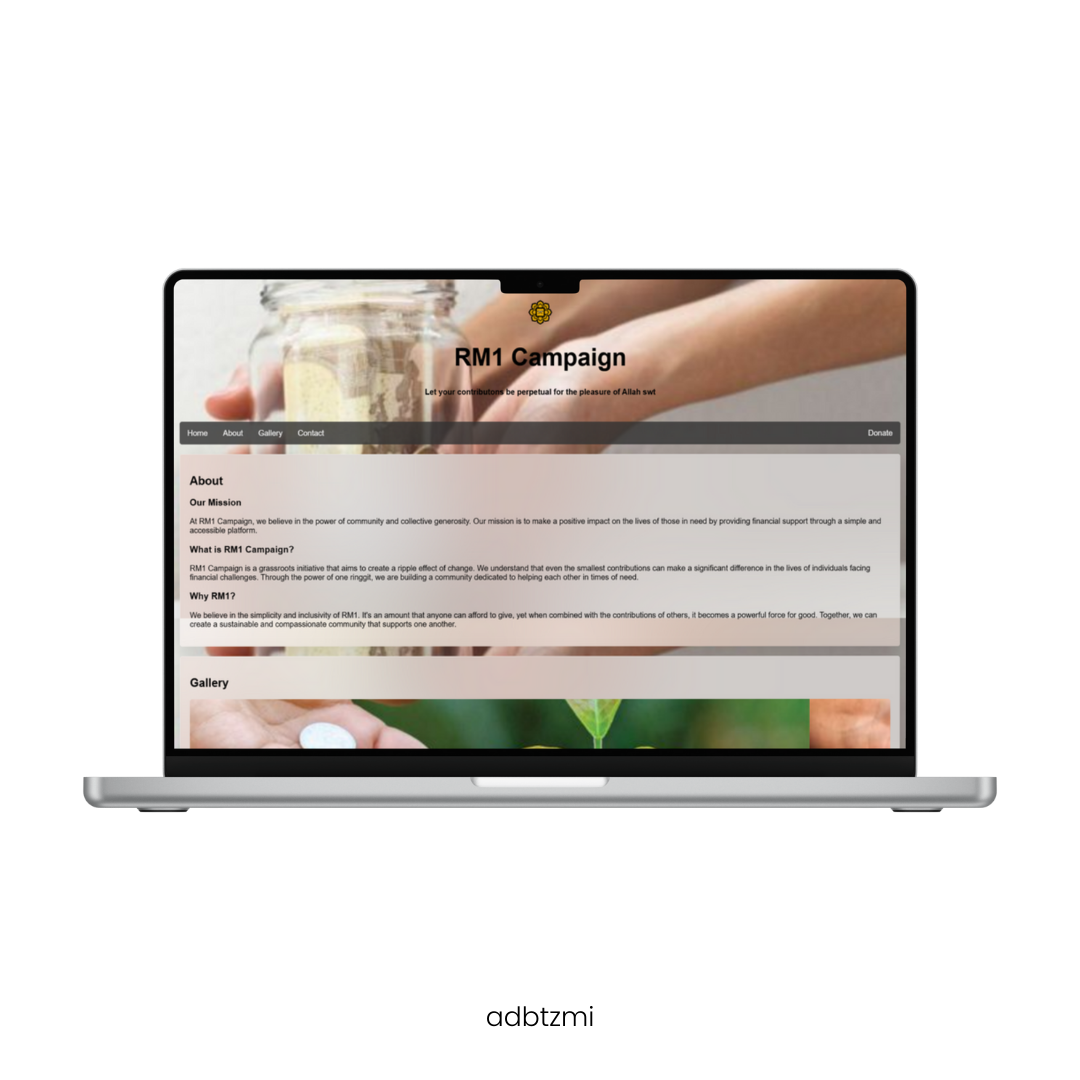 RM1 Campaign
Let your contributons be perpetual for the pleasure of Allah swt
Home About Gallery Contact Donate
About
Our Mission
At RM1 Campaign, we believe in the power of community and collective generosity. Our mission is to make a positive impact on the lives of those in need by providing financial support through a simple and
accessible platform.
What is RM1 Campaign?
RM1 Campaign is a grassroots initiative that aims to create a ripple effect of change. We understand that even the smallest contributions can make a significant difference in the lives of individuals facing
financial challenges. Through the power of one ringgit, we are building a community dedicated to helping each other in times of need.
Why RM1?
We believe in the simplicity and inclusivity of RM1. It's an amount that anyone can afford to give, yet when combined with the contributions of others, it becomes a powerful force for good. Together, we can
create a sustainable and compassionate community that supports one another.
Gallery
adbtzmi